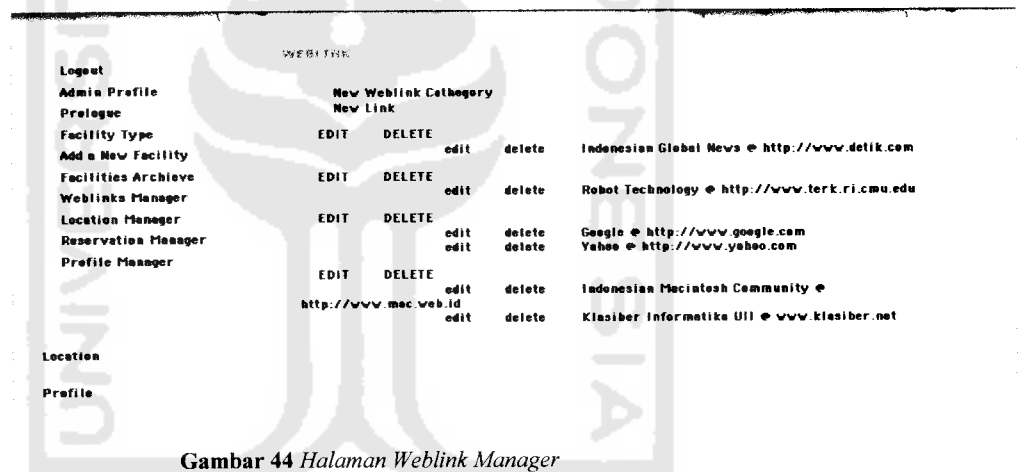 WEBLINK
Logout
Admin Profile
New Weblink Cathegory
Prologue
New Link
Facility Type
EDIT DELETE
edit delete Indonesian Global News @ http://www.detik.com
Add a New Facility
Facilities Archieve
EDIT DELETE
edit delete Robot Technology @ http://www.terk.ri.cmu.edu
Weblinks Manager
Location Manager
EDIT DELETE
edit delete Google @ http://www.google.com
Reservation Manager
edit delete Yahoo @ http://www.yahoo.com
Profile Manager
EDIT DELETE
edit delete Indonesian Macintosh Community @
http://www.mac.web.id
edit delete Klasiber Informatika UII @ www.klasiber.net
Location
Profile
Gambar 44 Halaman Weblink Manager